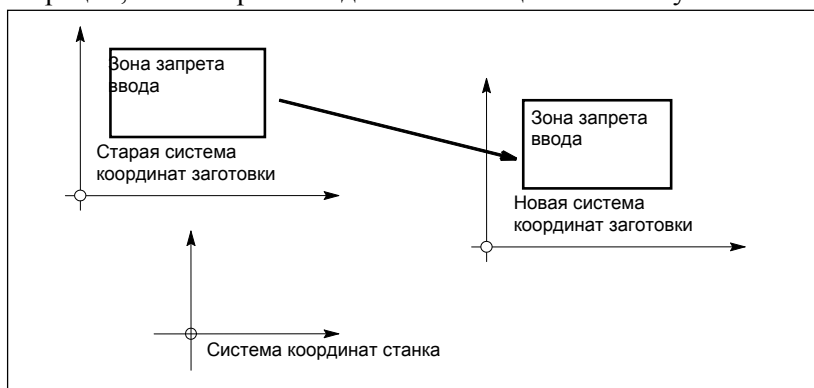 Зона запрета
ввода
Старая система
координат заготовки
Зона запрета
ввода
Новая система
координат заготовки
Система координат станка